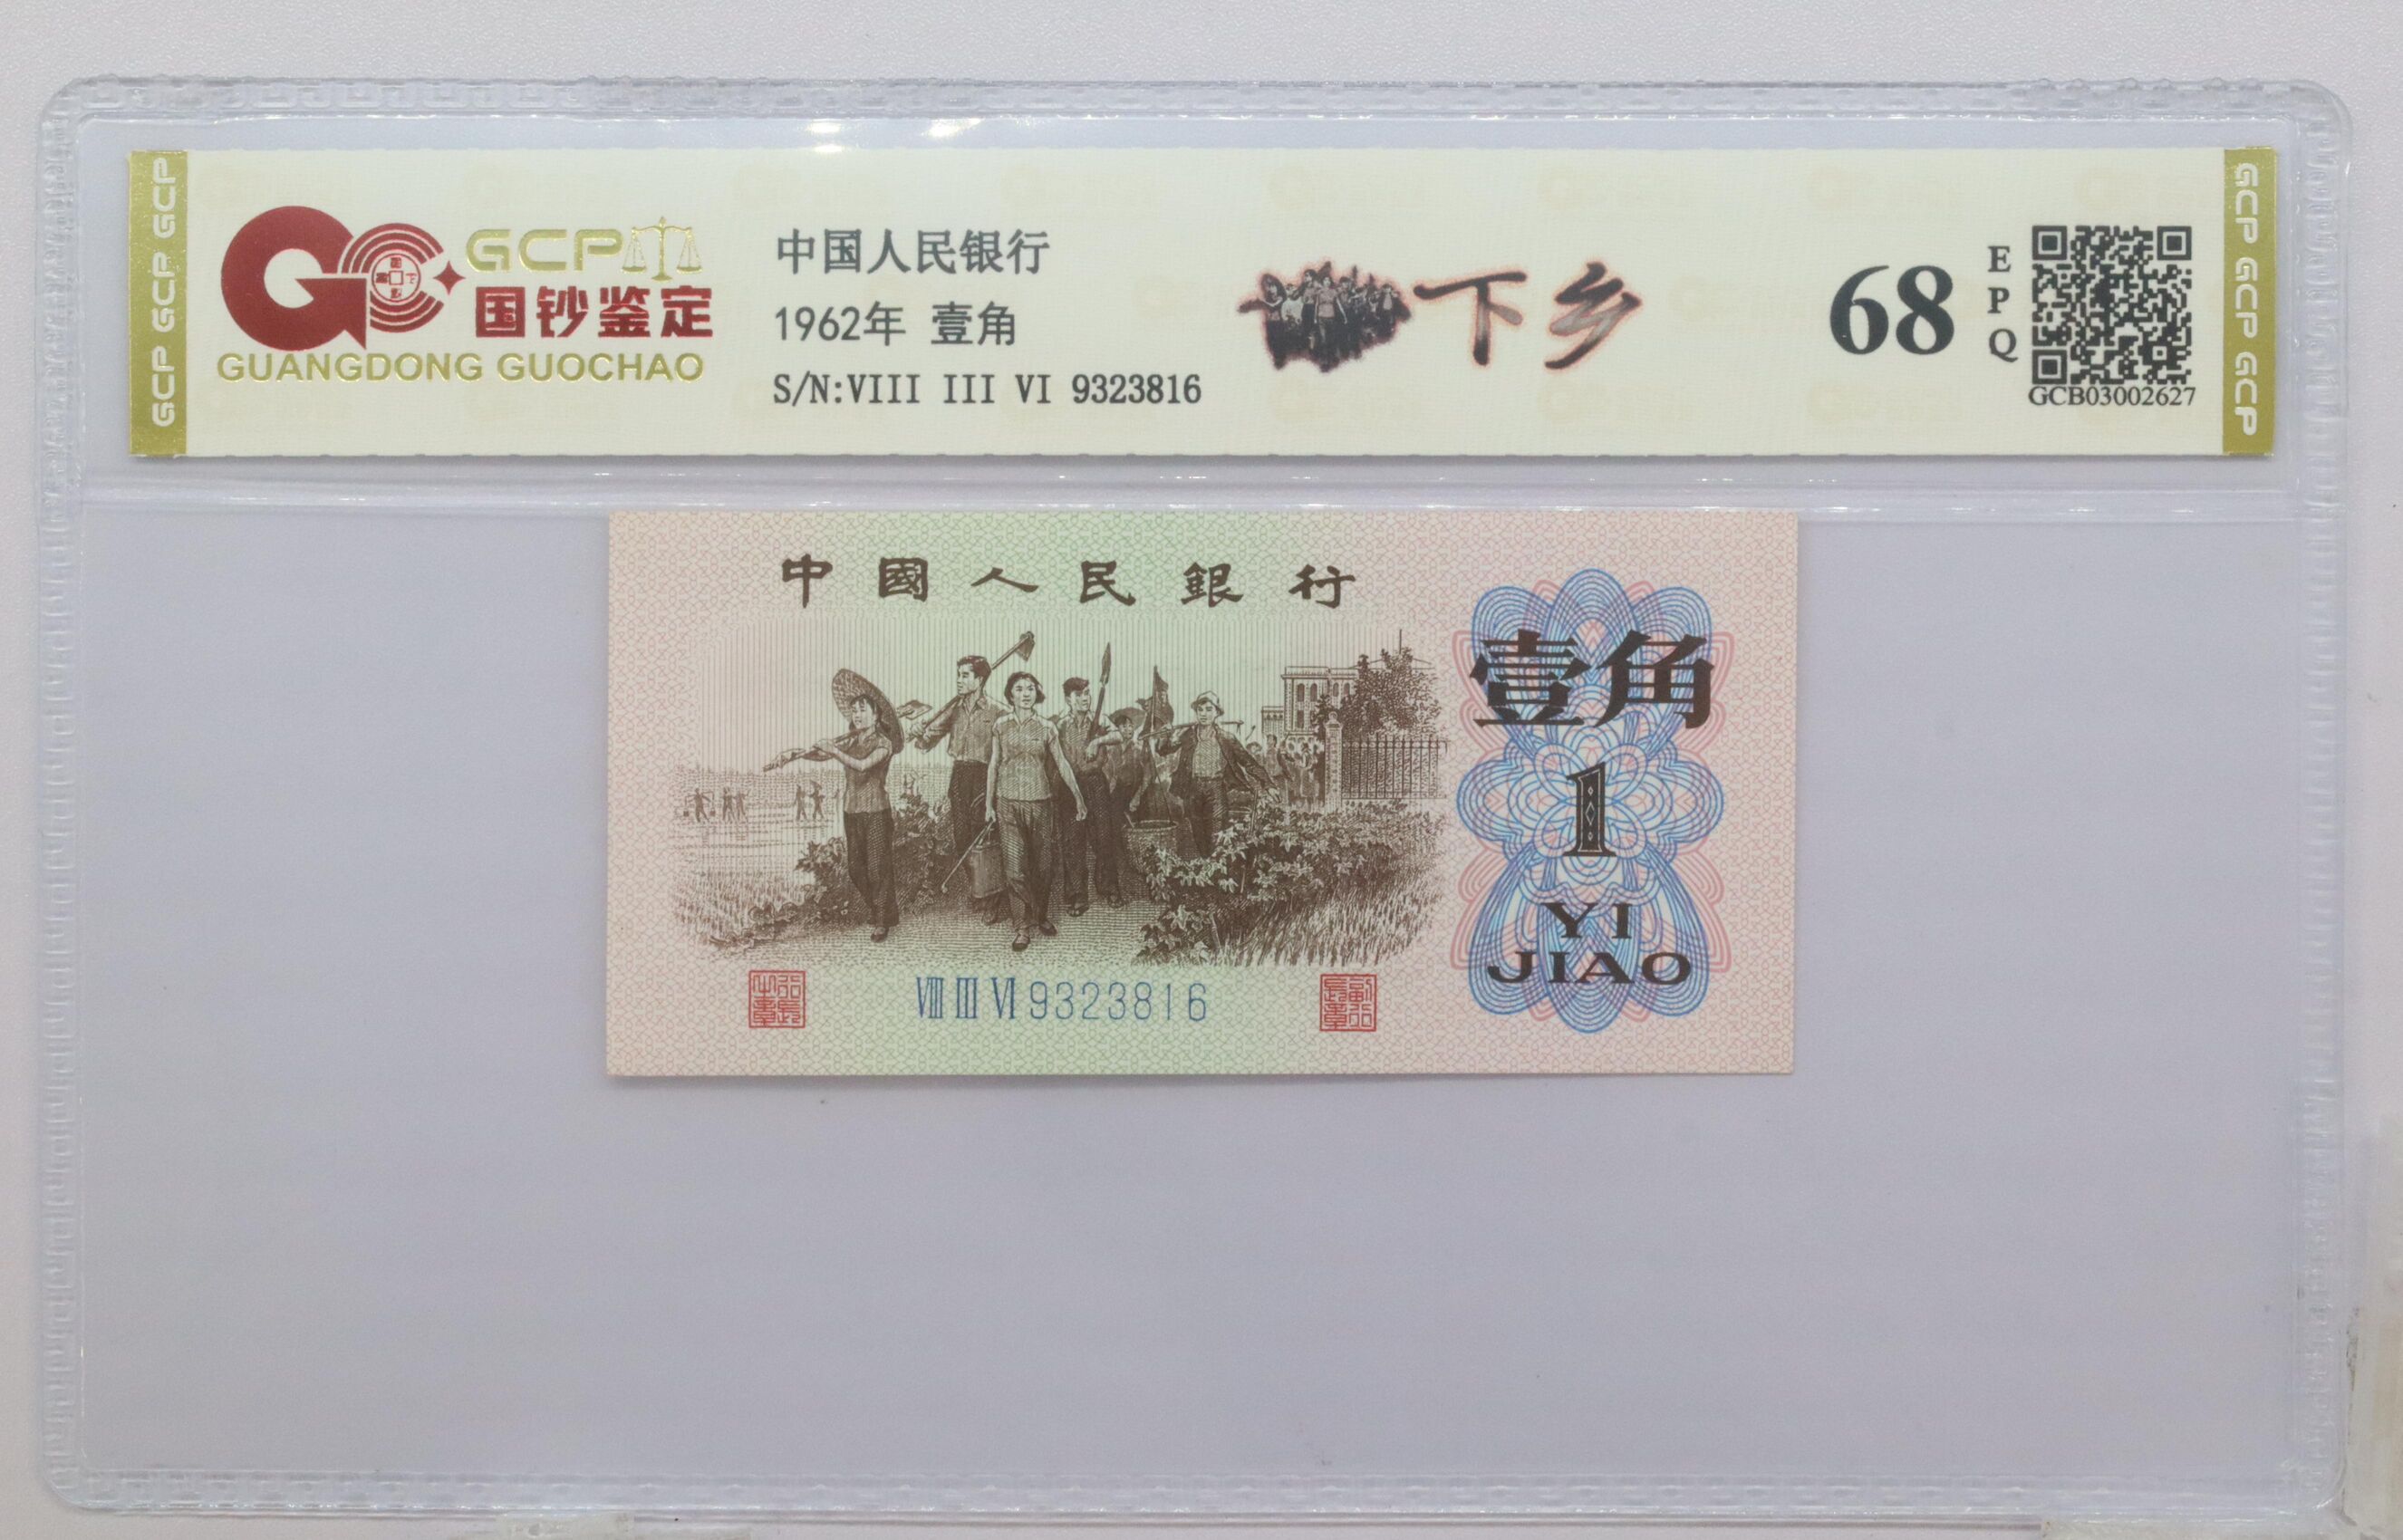 GCP GCP GCP
GCP
国钞鉴定
GUANGDONG GUOCHAO
中国人民银行
1962年 壹角
S/N:VIII III VI 9323816
下乡
68
EPQ
GCB03002627
GCP GCP GCP
中國人民銀行
壹角
1
YI
JIAO
VIII III VI 9323816